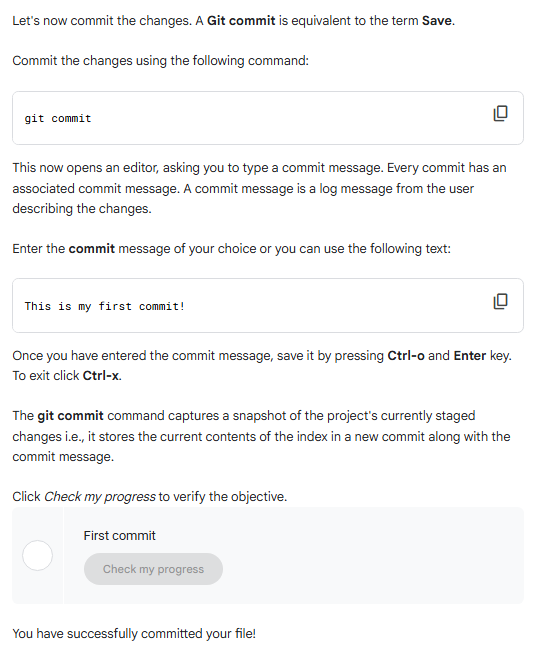 Let's now commit the changes. A Git commit is equivalent to the term Save.
Commit the changes using the following command:
git commit
This now opens an editor, asking you to type a commit message. Every commit has an
associated commit message. A commit message is a log message from the user
describing the changes.
Enter the commit message of your choice or you can use the following text:
This is my first commit!
Once you have entered the commit message, save it by pressing Ctrl-o and Enter key.
To exit click Ctrl-x.
The git commit command captures a snapshot of the project's currently staged
changes i.e., it stores the current contents of the index in a new commit along with the
commit message.
Click Check my progress to verify the objective.
First commit
Check my progress
You have successfully committed your file!